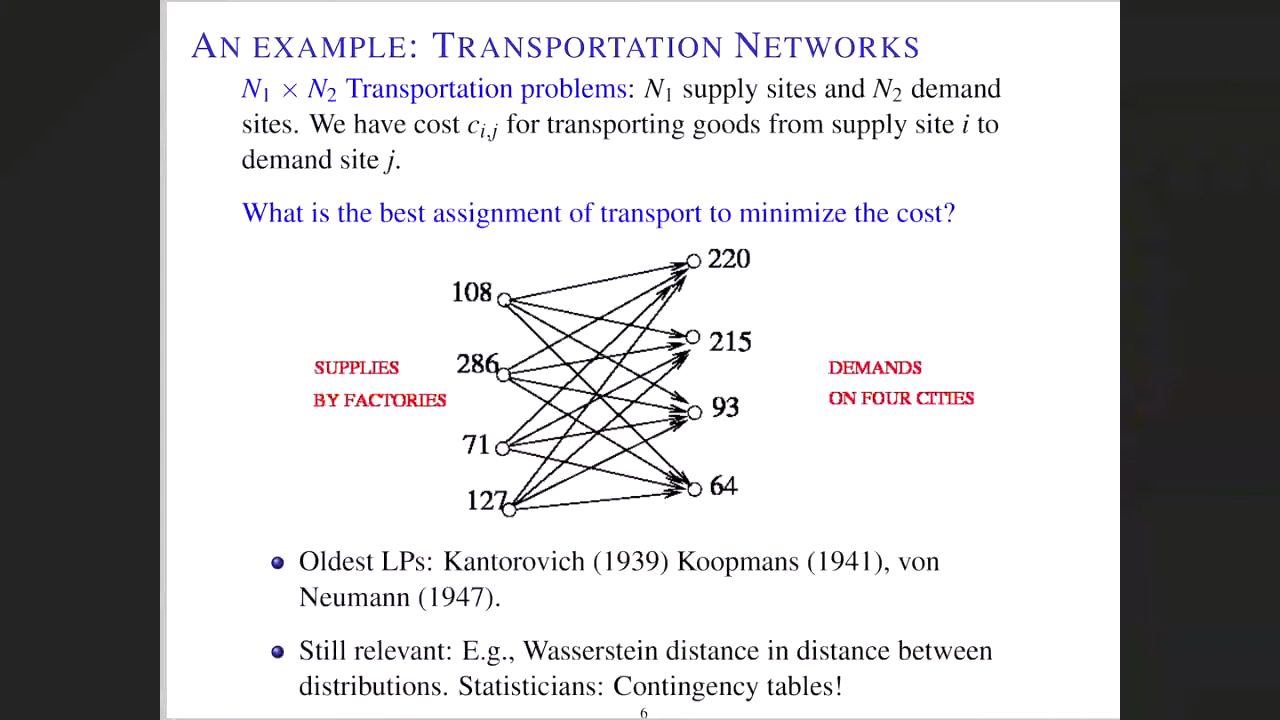 AN EXAMPLE: TRANSPORTATION NETWORKS
N₁ × N₂ Transportation problems: N₁ supply sites and N₂ demand
sites. We have cost cᵢ,ⱼ for transporting goods from supply site i to
demand site j.
What is the best assignment of transport to minimize the cost?
220
108
215
286
SUPPLIES
DEMANDS
BY FACTORIES
ON FOUR CITIES
93
71
64
127
Oldest LPs: Kantorovich (1939) Koopmans (1941), von
Neumann (1947).
Still relevant: E.g., Wasserstein distance in distance between
distributions. Statisticians: Contingency tables!
6